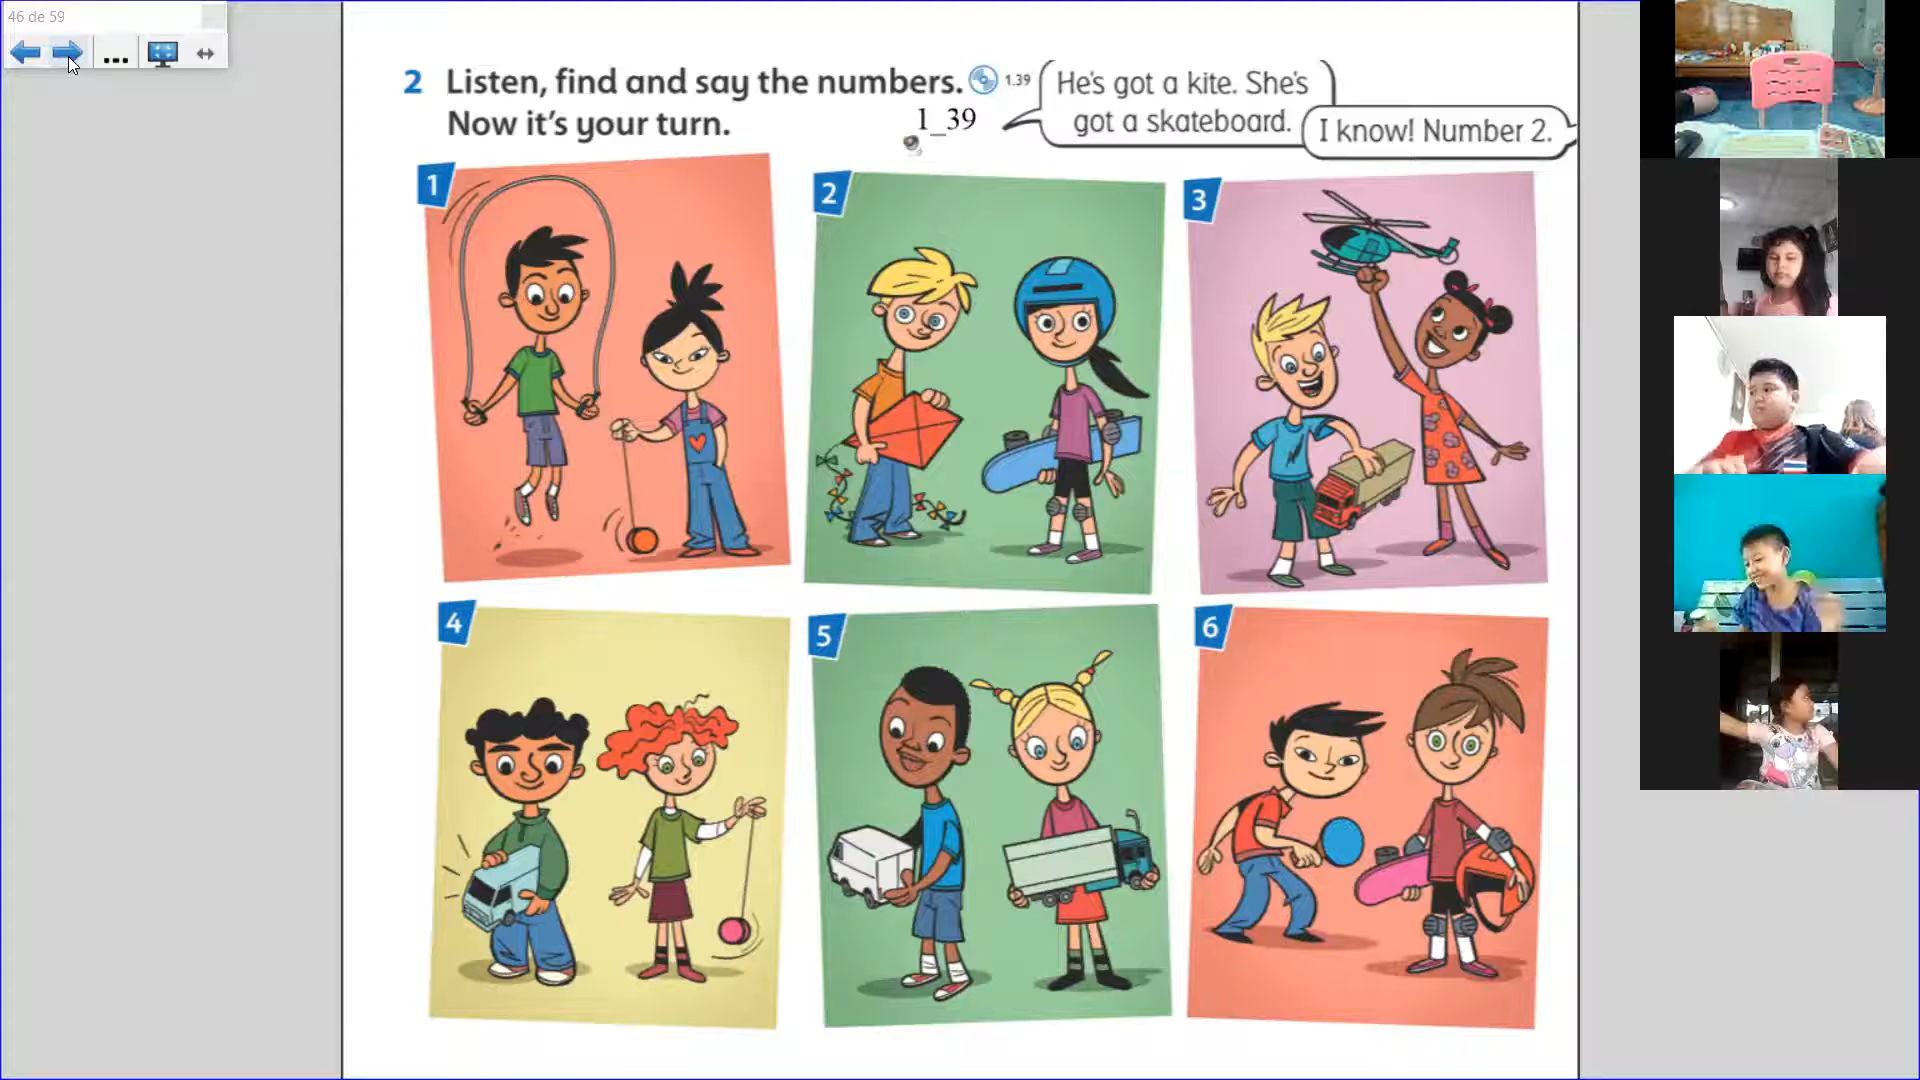 46 de 59
...
2 Listen, find and say the numbers. 1.39
Now it's your turn.
1_39
He's got a kite. She's
got a skateboard.
I know! Number 2.
1
2
3
4
5
6